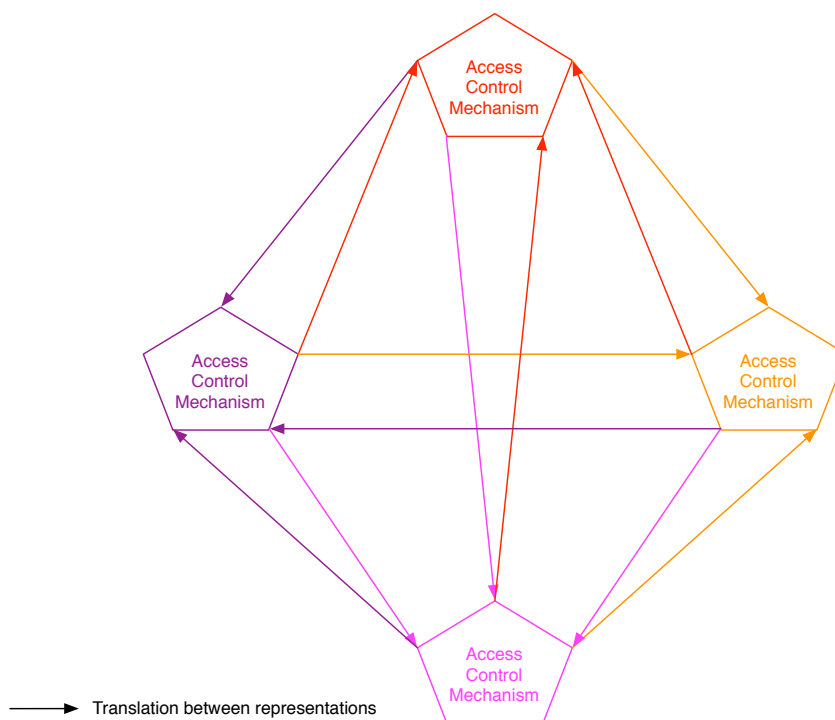 Access
Control
Mechanism
Access
Control
Mechanism
Access
Control
Mechanism
Access
Control
Mechanism
Translation between representations